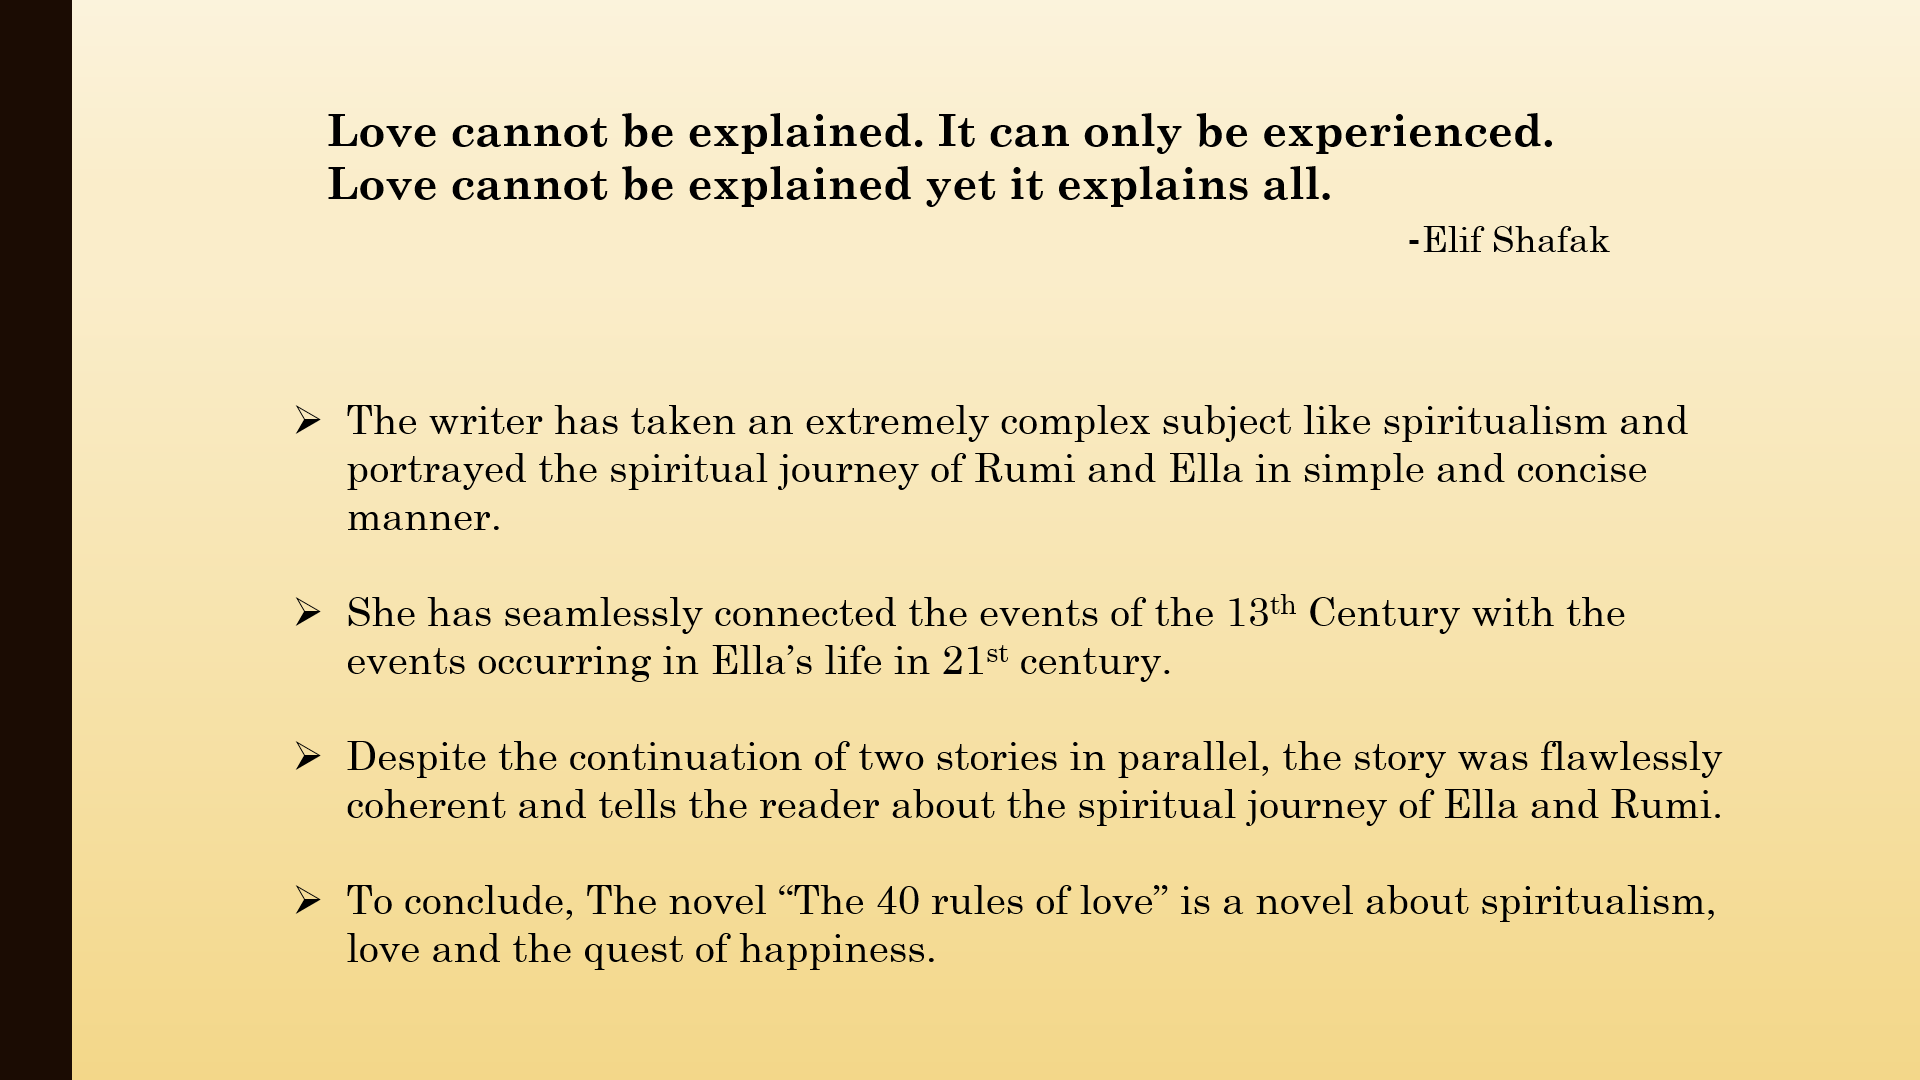 Love cannot be explained. It can only be experienced.
Love cannot be explained yet it explains all.
-Elif Shafak
➢ The writer has taken an extremely complex subject like spiritualism and
portrayed the spiritual journey of Rumi and Ella in simple and concise
manner.
➢ She has seamlessly connected the events of the 13th Century with the
events occurring in Ella’s life in 21st century.
➢ Despite the continuation of two stories in parallel, the story was flawlessly
coherent and tells the reader about the spiritual journey of Ella and Rumi.
➢ To conclude, The novel “The 40 rules of love” is a novel about spiritualism,
love and the quest of happiness.